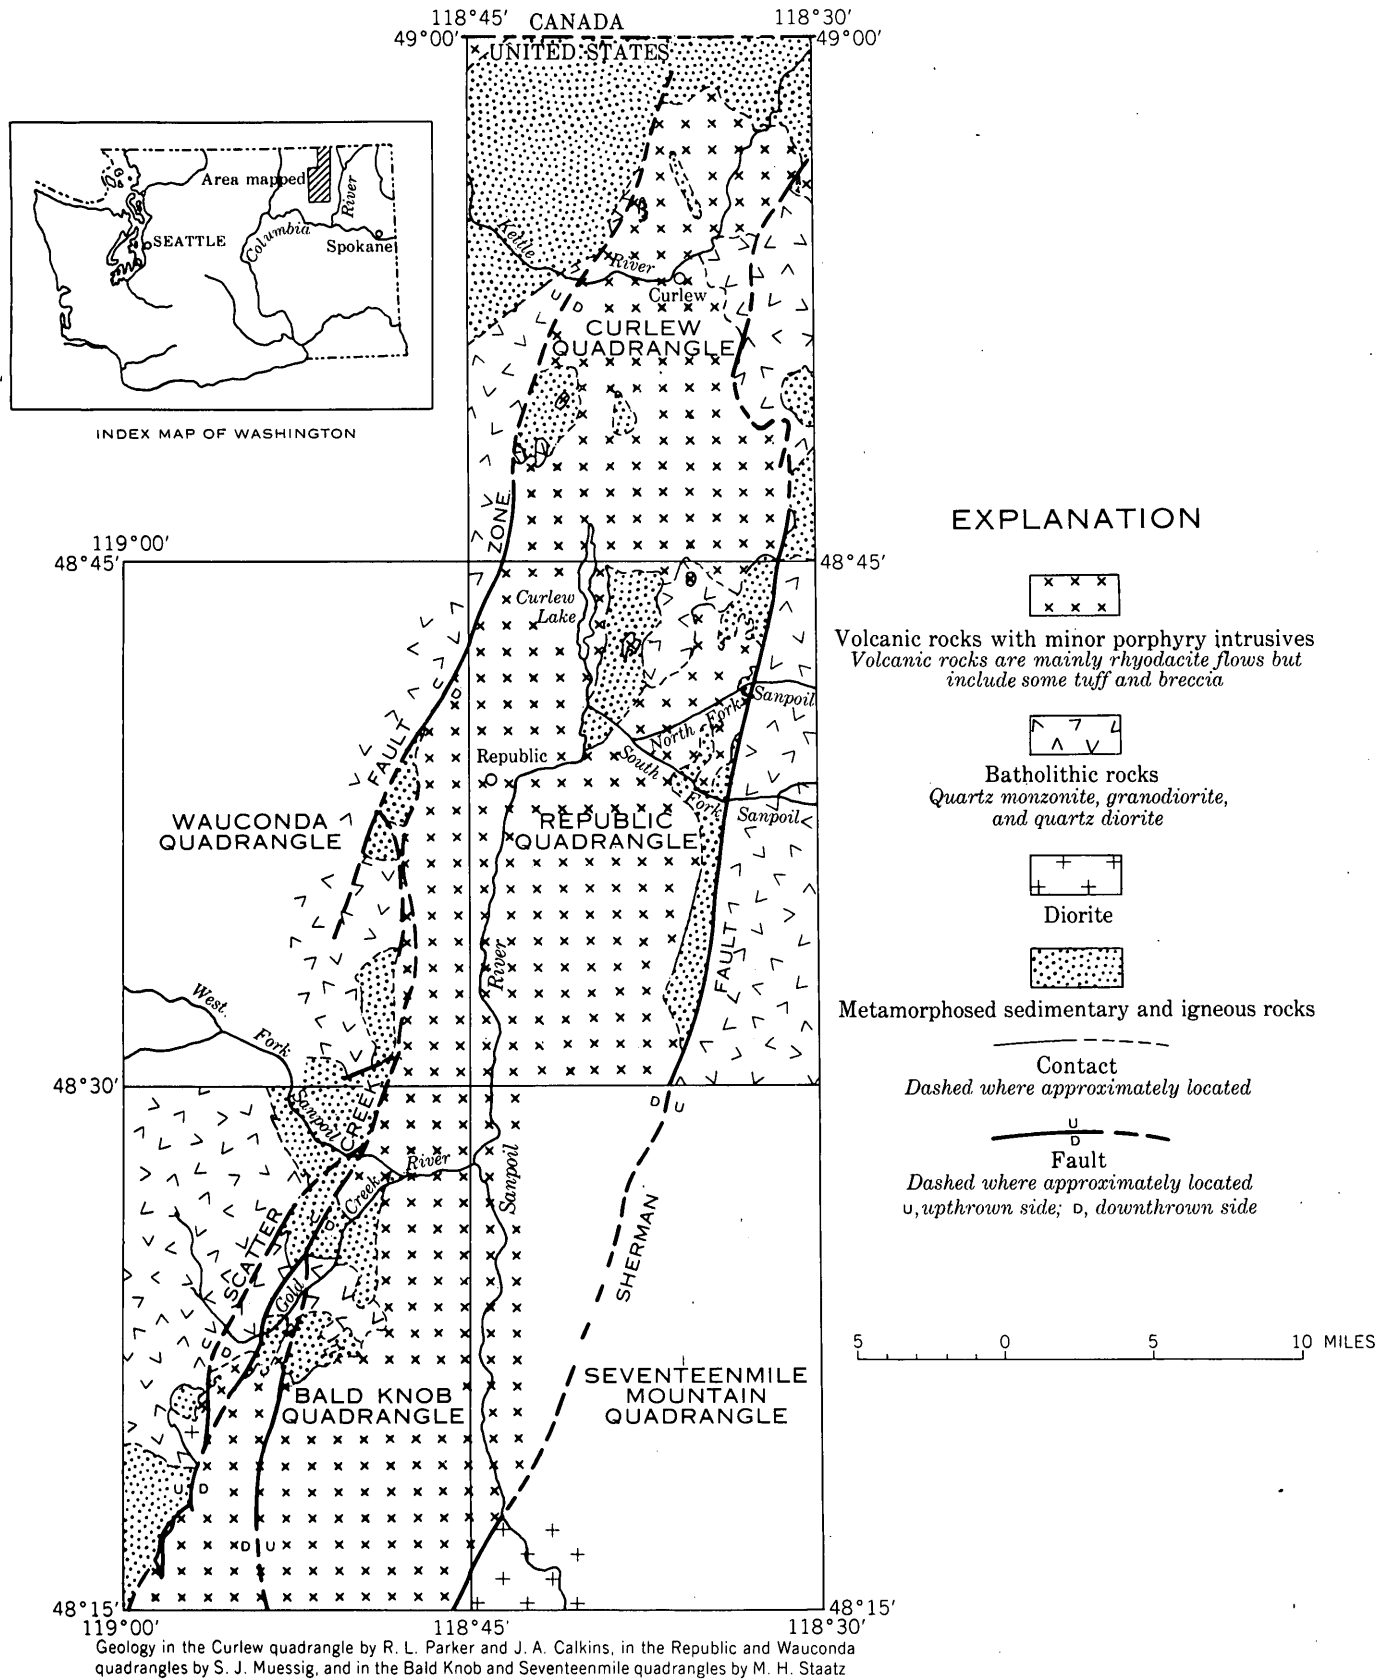 118°45′
CANADA
118°30′
49°00′
UNITED STATES
49°00′
Area mapped
River
SEATTLE
Columbia
Spokane
INDEX MAP OF WASHINGTON
Kettle
River
Curlew
U
D
CURLEW
QUADRANGLE
ZONE
119°00′
48°45′
48°45′
Curlew
Lake
U
D
FAULT
Republic
North
Fork
Sanpoil
South
Fork
Sanpoil
WAUCONDA
QUADRANGLE
REPUBLIC
QUADRANGLE
River
FAULT
West
Fork
Sanpoil
River
CREEK
48°30′
D U
Sanpoil
Creek
U
D
SCATTER
Gold
SHERMAN
U
D
BALD KNOB
QUADRANGLE
SEVENTEENMILE
MOUNTAIN
QUADRANGLE
U D
D U
48°15′
48°15′
119°00′
118°45′
118°30′
EXPLANATION
Volcanic rocks with minor porphyry intrusives
Volcanic rocks are mainly rhyodacite flows but
include some tuff and breccia
Batholithic rocks
Quartz monzonite, granodiorite,
and quartz diorite
Diorite
Metamorphosed sedimentary and igneous rocks
Contact
Dashed where approximately located
U
D
Fault
Dashed where approximately located
U, upthrown side; D, downthrown side
5 0 5 10 MILES
Geology in the Curlew quadrangle by R. L. Parker and J. A. Calkins, in the Republic and Wauconda
quadrangles by S. J. Muessig, and in the Bald Knob and Seventeenmile quadrangles by M. H. Staatz